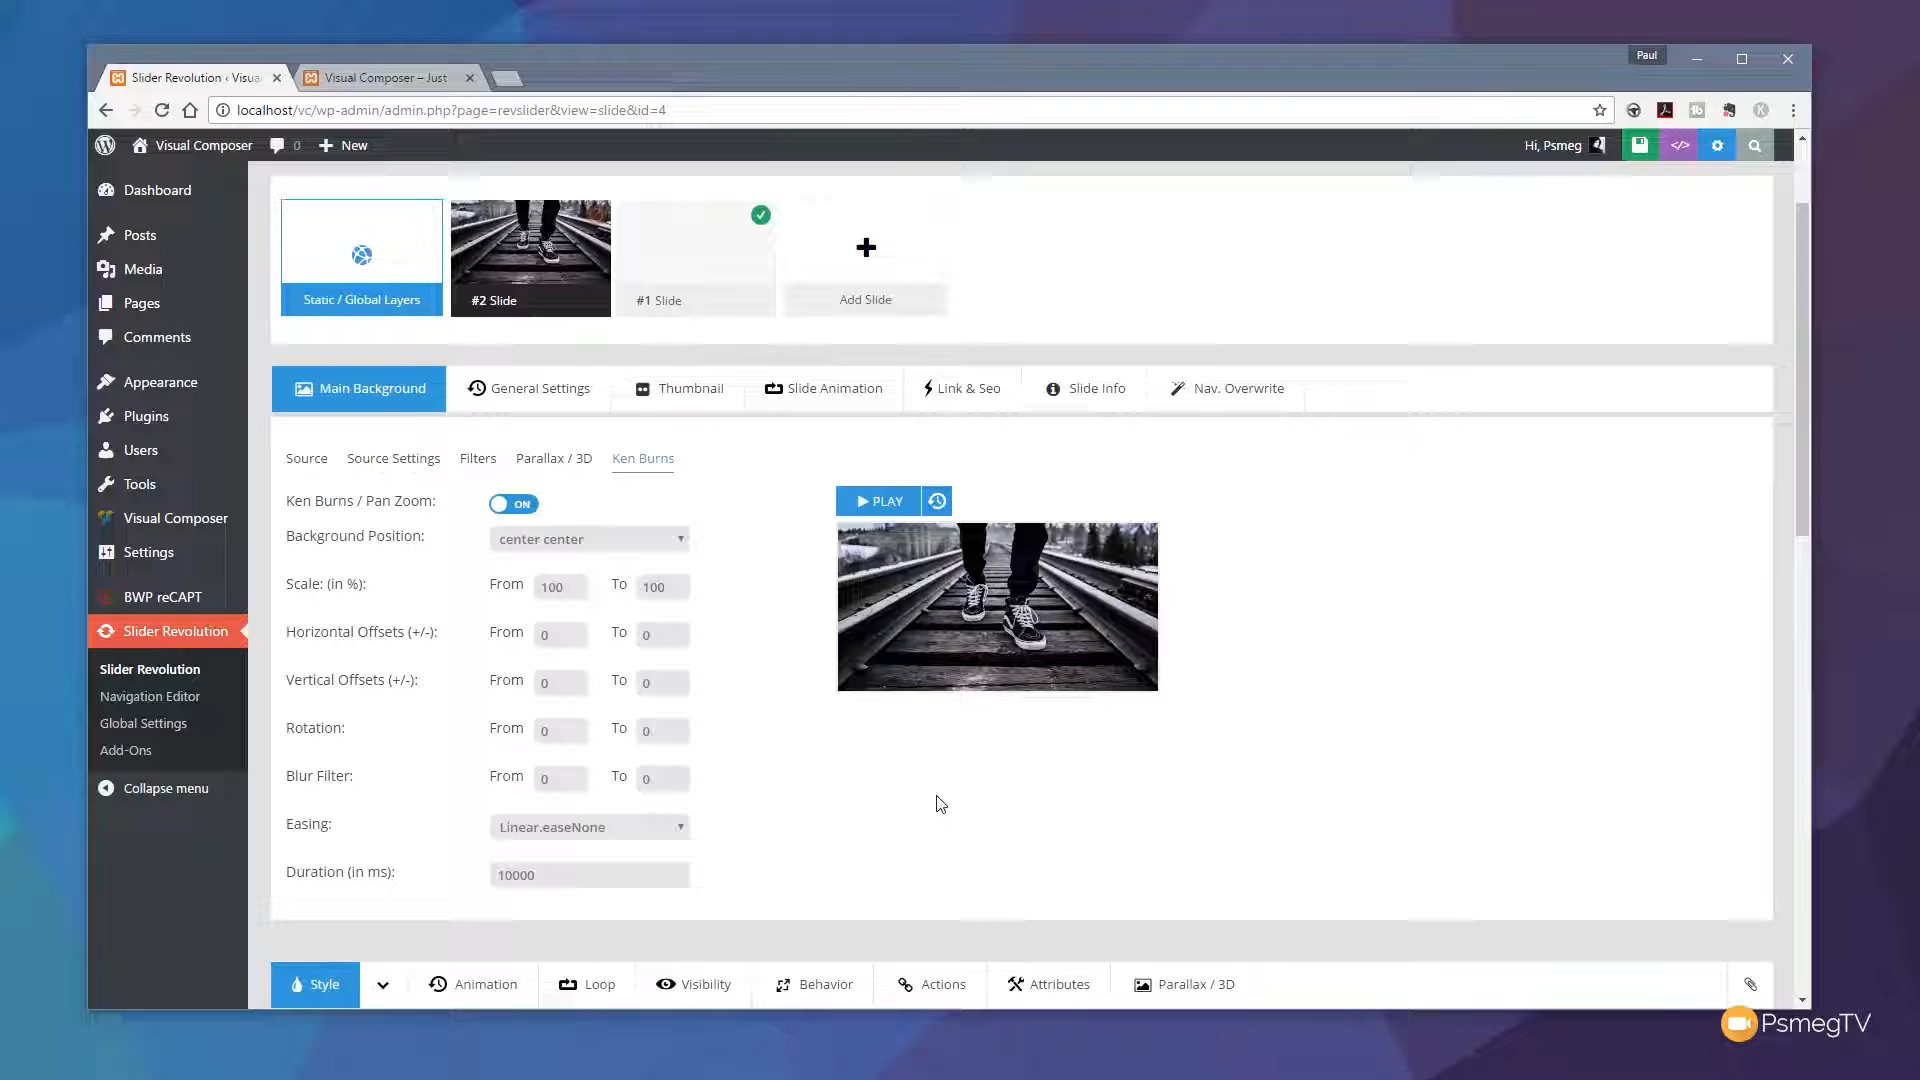 Paul
Slider Revolution ‹ Visua
Visual Composer – Just
localhost/vc/wp-admin/admin.php?page=revslider&view=slide&id=4
Visual Composer
0
New
Hi, Psmeg
Dashboard
Posts
Media
Pages
Comments
Appearance
Plugins
Users
Tools
Visual Composer
Settings
BWP reCAPT
Slider Revolution
Slider Revolution
Navigation Editor
Global Settings
Add-Ons
Collapse menu
Static / Global Layers
#2 Slide
#1 Slide
Add Slide
Main Background
General Settings
Thumbnail
Slide Animation
Link & Seo
Slide Info
Nav. Overwrite
Source
Source Settings
Filters
Parallax / 3D
Ken Burns
Ken Burns / Pan Zoom: ON
Background Position: center center
Scale: (in %): From 100 To 100
Horizontal Offsets (+/-): From 0 To 0
Vertical Offsets (+/-): From 0 To 0
Rotation: From 0 To 0
Blur Filter: From 0 To 0
Easing: Linear.easeNone
Duration (in ms): 10000
PLAY
Style
Animation
Loop
Visibility
Behavior
Actions
Attributes
Parallax / 3D
PsmegTV